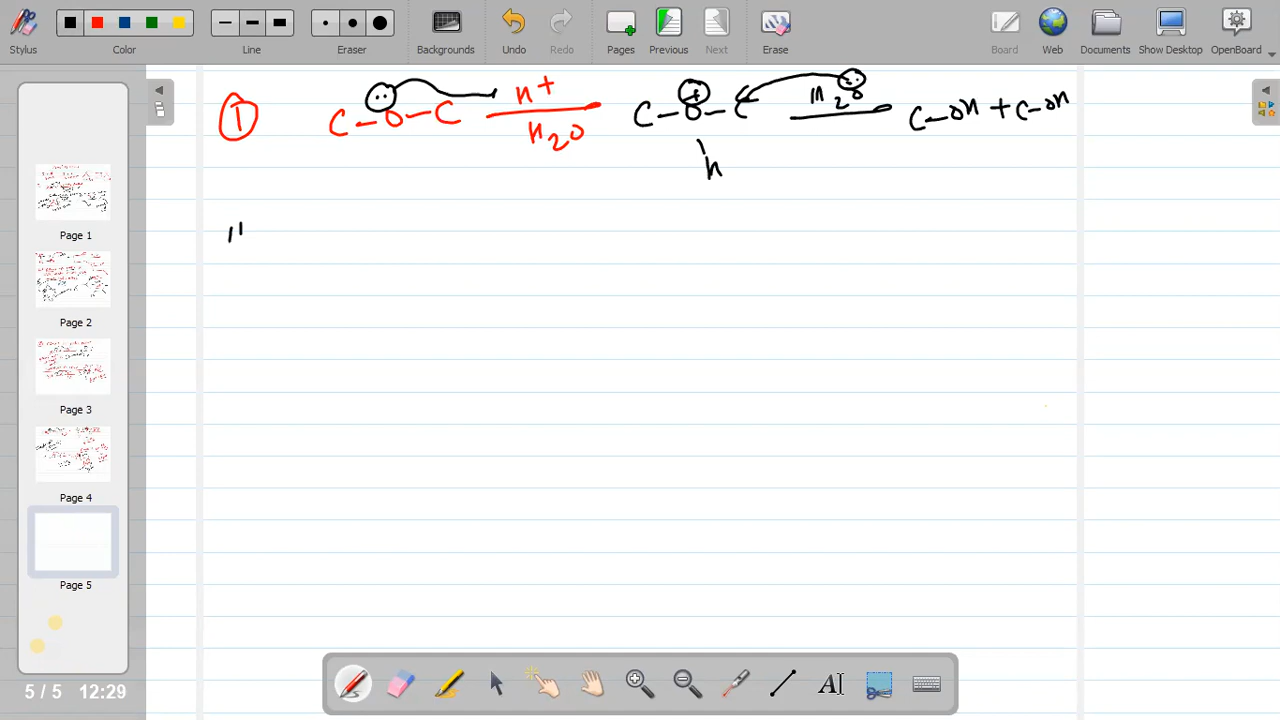 Stylus Color Line Eraser Backgrounds Undo Redo Pages Previous Next Erase Board Web Documents Show Desktop OpenBoard
① C-O-C H+ H2O C-O-C + H H2O C-OH + C-OH
"
Page 1
Page 2
Page 3
Page 4
Page 5
5 / 5 12:29